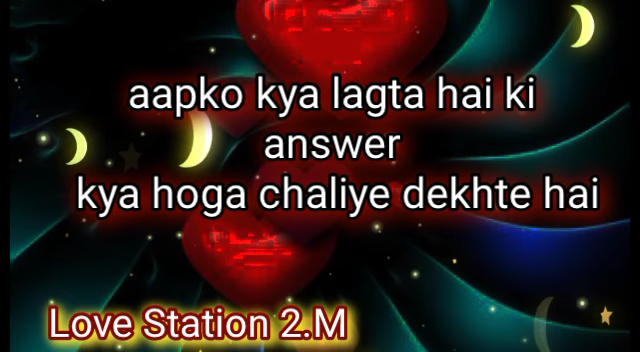 aapko kya lagta hai ki
answer
kya hoga chaliye dekhte hai
Love Station 2.M